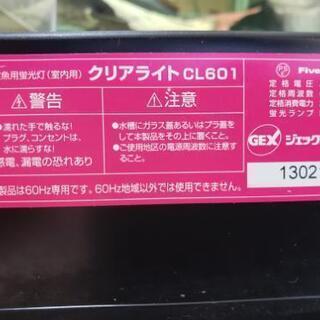 魚用蛍光灯(室内用) クリアライト CL601
PS Five
警告
濡れた手で触るな!
プラグ、コンセントは、
水に濡らすな!
感電、漏電の恐れあり
注意
●水槽にガラス蓋あるいはプラ蓋をし
て本製品をその上に置くこと。
●ご使用地区の電源周波数に注意する
こと。
製品は60Hz専用です。60Hz地域以外では使用できません。
定格電圧
定格周波数
定格消費電力
蛍光ランプ
GEX ジェック
1302